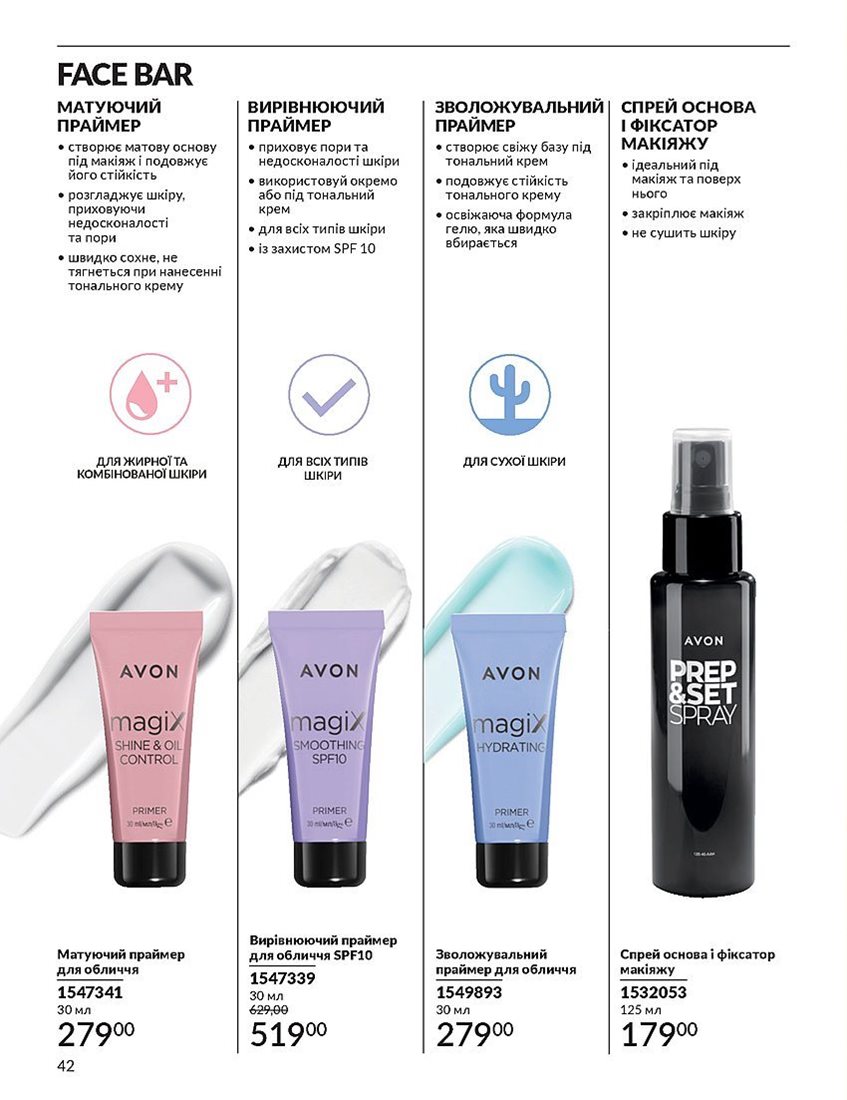 FACE BAR
МАТУЮЧИЙ
ПРАЙМЕР
• створює матову основу
під макіяж і подовжує
його стійкість
• розгладжує шкіру,
приховуючи
недосконалості
та пори
• швидко сохне, не
тягнеться при нанесенні
тонального крему
ДЛЯ ЖИРНОЇ ТА
КОМБІНОВАНОЇ ШКІРИ
AVON
magiX
SHINE & OIL
CONTROL
PRIMER
Матуючий праймер
для обличчя
1547341
30 мл
279⁰⁰
ВИРІВНЮЮЧИЙ
ПРАЙМЕР
• приховує пори та
недосконалості шкіри
• використовуй окремо
або під тональний
крем
• для всіх типів шкіри
• із захистом SPF 10
ДЛЯ ВСІХ ТИПІВ
ШКІРИ
AVON
magiX
SMOOTHING
SPF10
PRIMER
Вирівнюючий праймер
для обличчя SPF10
1547339
30 мл
629,00
519⁰⁰
ЗВОЛОЖУВАЛЬНИЙ
ПРАЙМЕР
• створює свіжу базу під
тональний крем
• подовжує стійкість
тонального крему
• освіжаюча формула
гелю, яка швидко
вбирається
ДЛЯ СУХОЇ ШКІРИ
AVON
magiX
HYDRATING
PRIMER
Зволожувальний
праймер для обличчя
1549893
30 мл
279⁰⁰
СПРЕЙ ОСНОВА
І ФІКСАТОР
МАКІЯЖУ
• ідеальний під
макіяж та поверх
нього
• закріплює макіяж
• не сушить шкіру
AVON
PREP
&SET
SPRAY
Спрей основа і фіксатор
макіяжу
1532053
125 мл
179⁰⁰
42